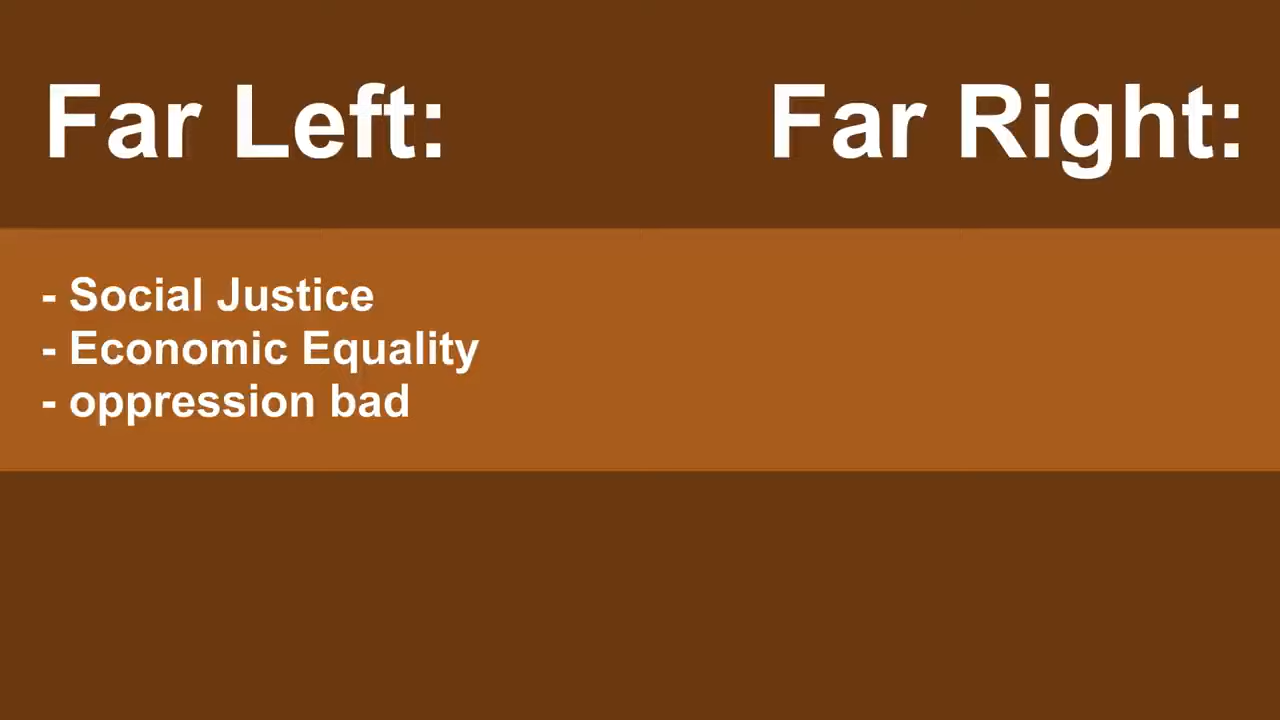 Far Left:
Far Right:
- Social Justice
- Economic Equality
- oppression bad